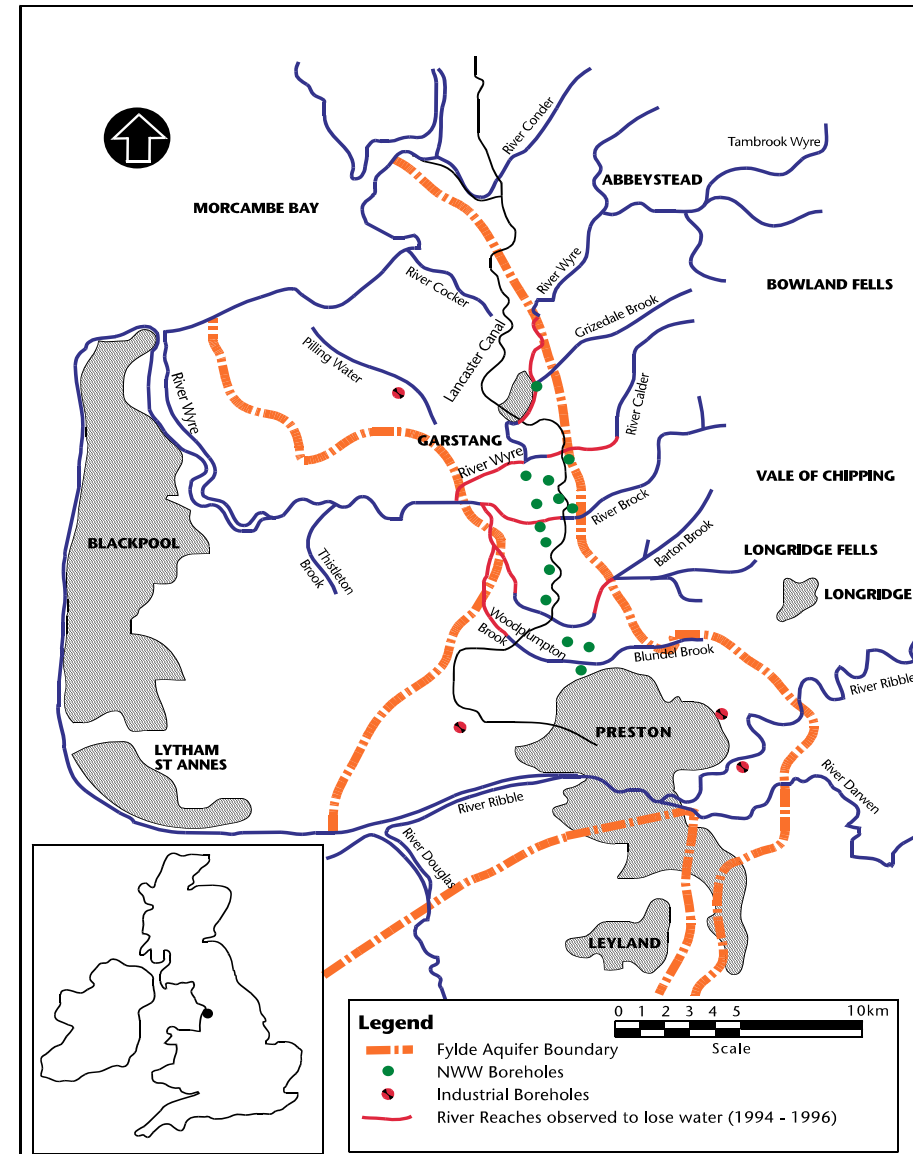 River Conder
Tambrook Wyre
ABBEYSTEAD
MORCAMBE BAY
River Wyre
River Cocker
BOWLAND FELLS
Grizedale Brook
Lancaster Canal
Pilling Water
River Wyre
River Calder
GARSTANG
River Wyre
VALE OF CHIPPING
River Brock
BLACKPOOL
Barton Brook
LONGRIDGE FELLS
Thistleton
Brook
LONGRIDGE
Woodplumpton
Brook
Blundel Brook
River Ribble
PRESTON
LYTHAM
ST ANNES
River Darwen
River Ribble
River Douglas
LEYLAND
Legend
0 1 2 3 4 5 10km
Scale
Fylde Aquifer Boundary
NWW Boreholes
Industrial Boreholes
River Reaches observed to lose water (1994 - 1996)